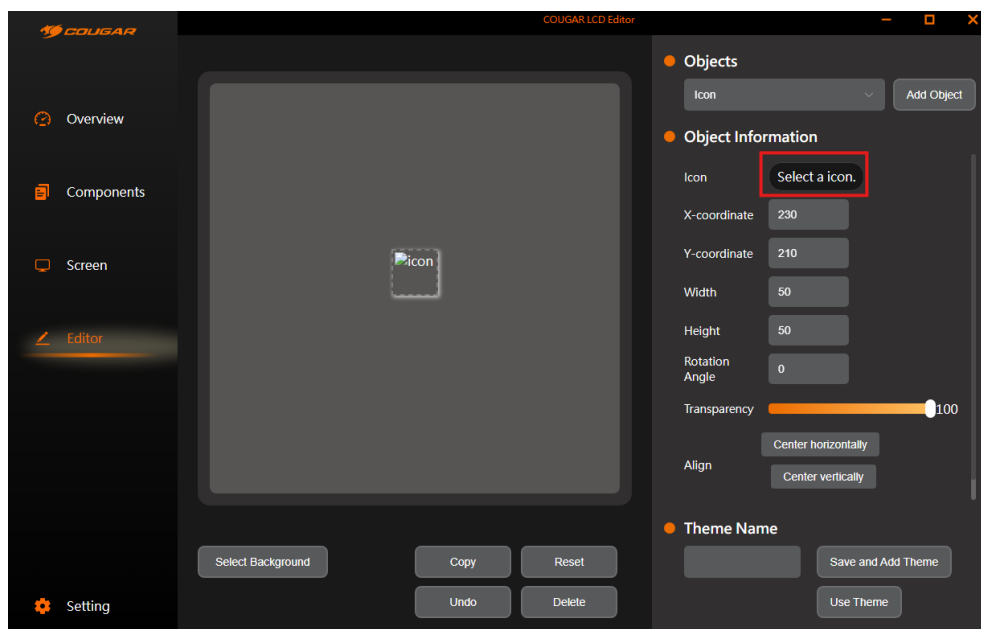 COUGAR
COUGAR LCD Editor
Overview
Components
Screen
Editor
Setting
icon
Select Background
Copy
Reset
Undo
Delete
Objects
Icon
Add Object
Object Information
Icon
Select a icon.
X-coordinate
230
Y-coordinate
210
Width
50
Height
50
Rotation
Angle
0
Transparency
100
Align
Center horizontally
Center vertically
Theme Name
Save and Add Theme
Use Theme